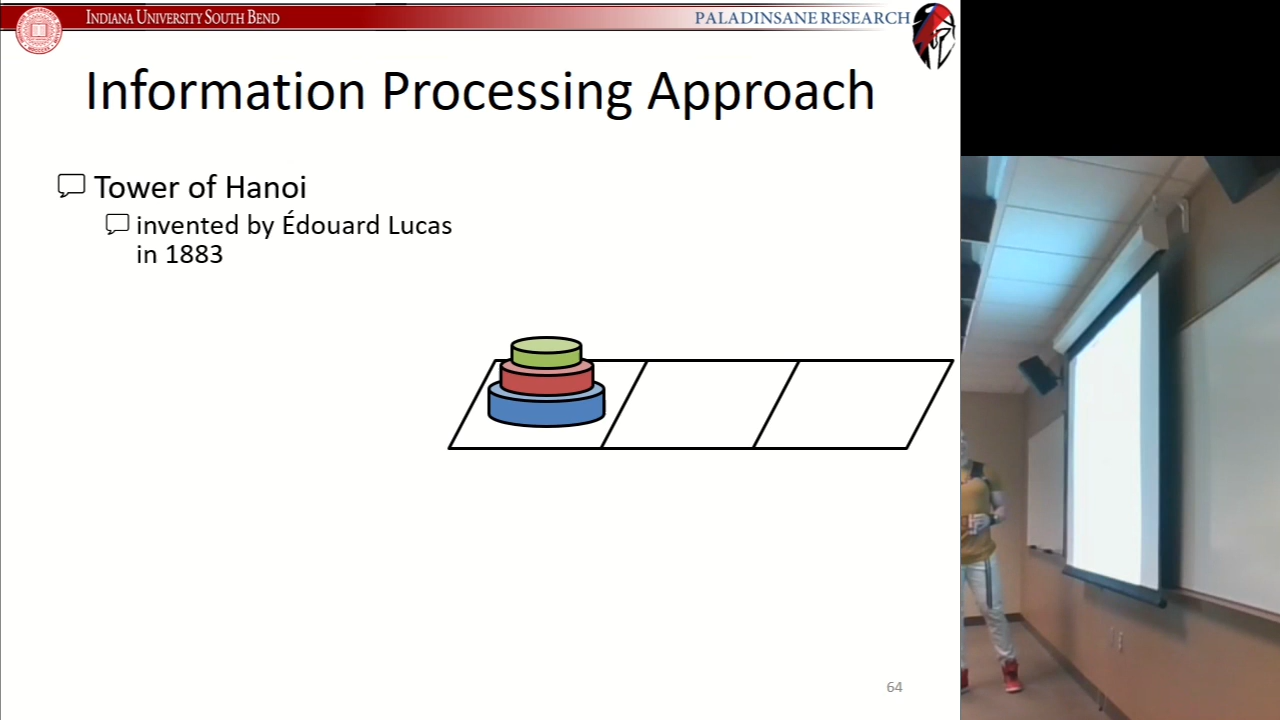 INDIANA UNIVERSITY SOUTH BEND
PALADINSANE RESEARCH
Information Processing Approach
Tower of Hanoi
invented by Édouard Lucas
in 1883
64